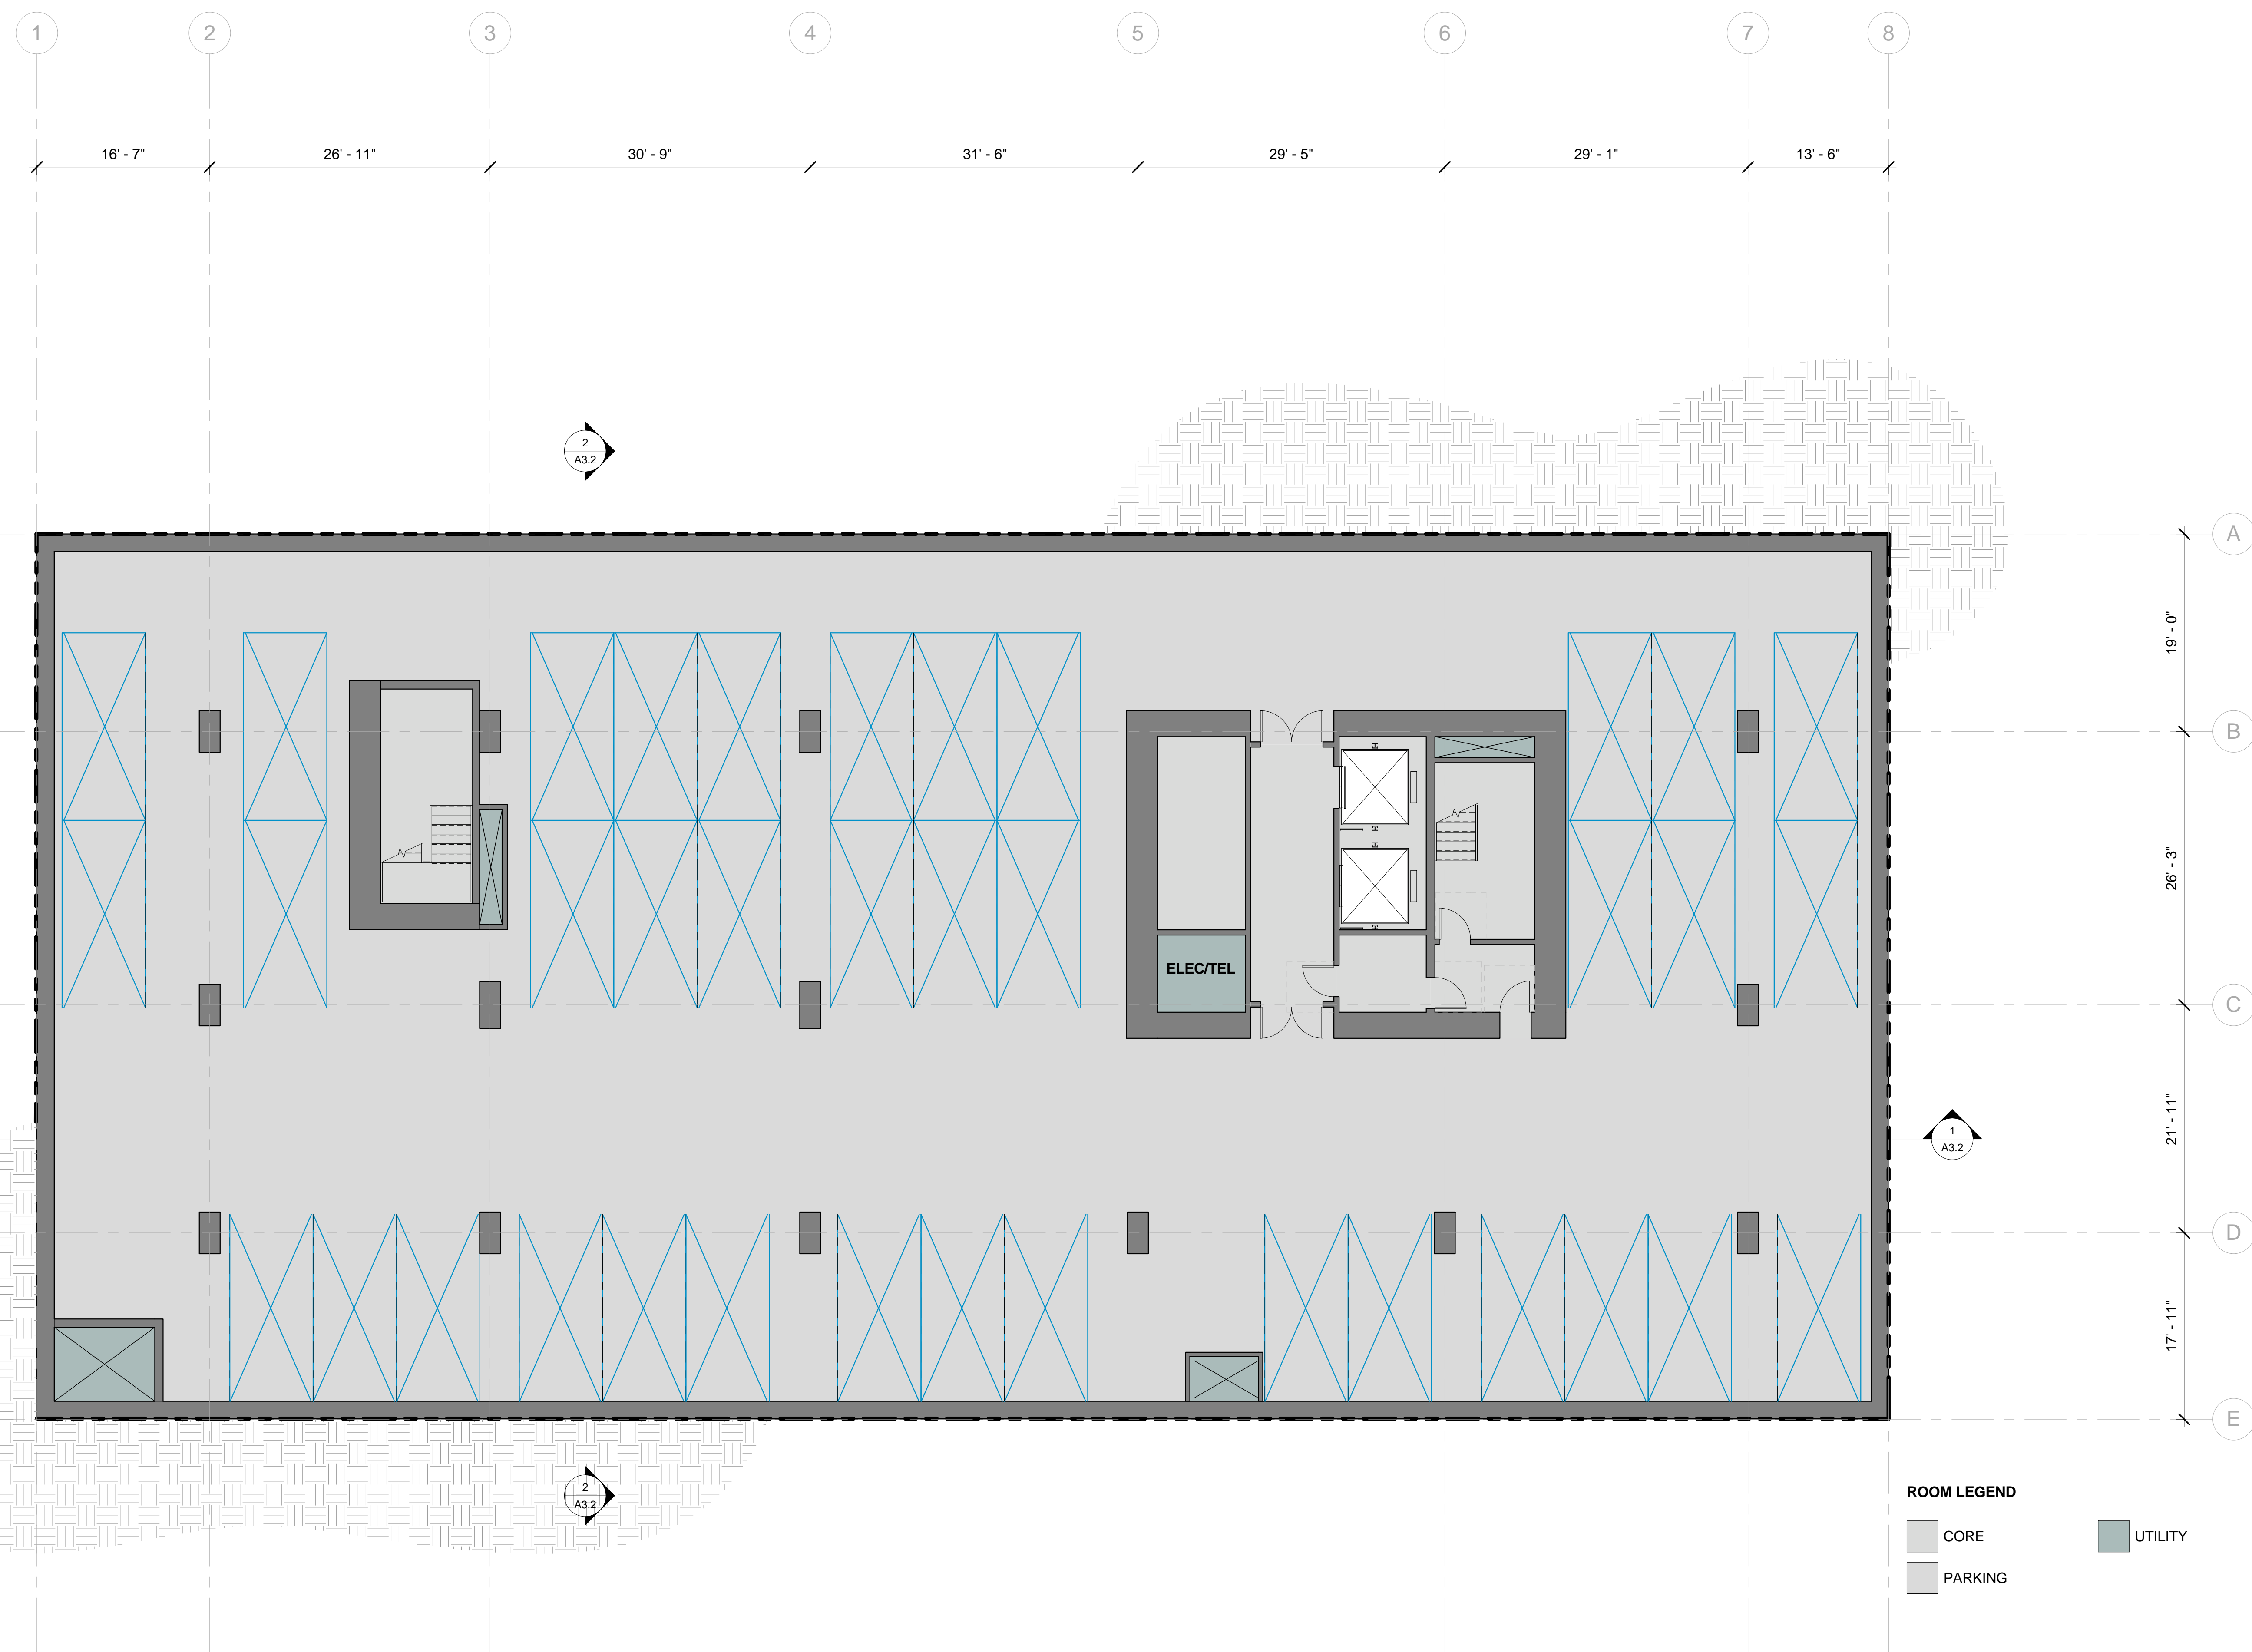 1 2 3 4 5 6 7 8
16' - 7" 26' - 11" 30' - 9" 31' - 6" 29' - 5" 29' - 1" 13' - 6"
2
A3.2
A
19' - 0"
B
26' - 3"
ELEC/TEL
C
21' - 11"
1
A3.2
D
17' - 11"
E
2
A3.2
ROOM LEGEND
CORE UTILITY
PARKING